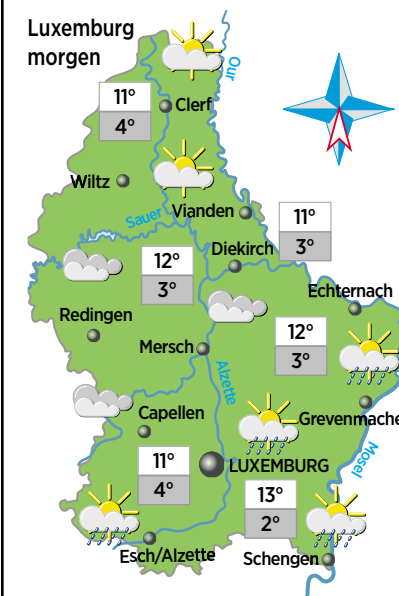 Luxemburg
morgen
Our
11°
4°
Clerf
Wiltz
Sauer
Vianden
11°
3°
Diekirch
12°
3°
Echternach
Redingen
12°
3°
Mersch
Alzette
Capellen
Grevenmache
Mosel
11°
4°
LUXEMBURG
13°
2°
Esch/Alzette
Schengen